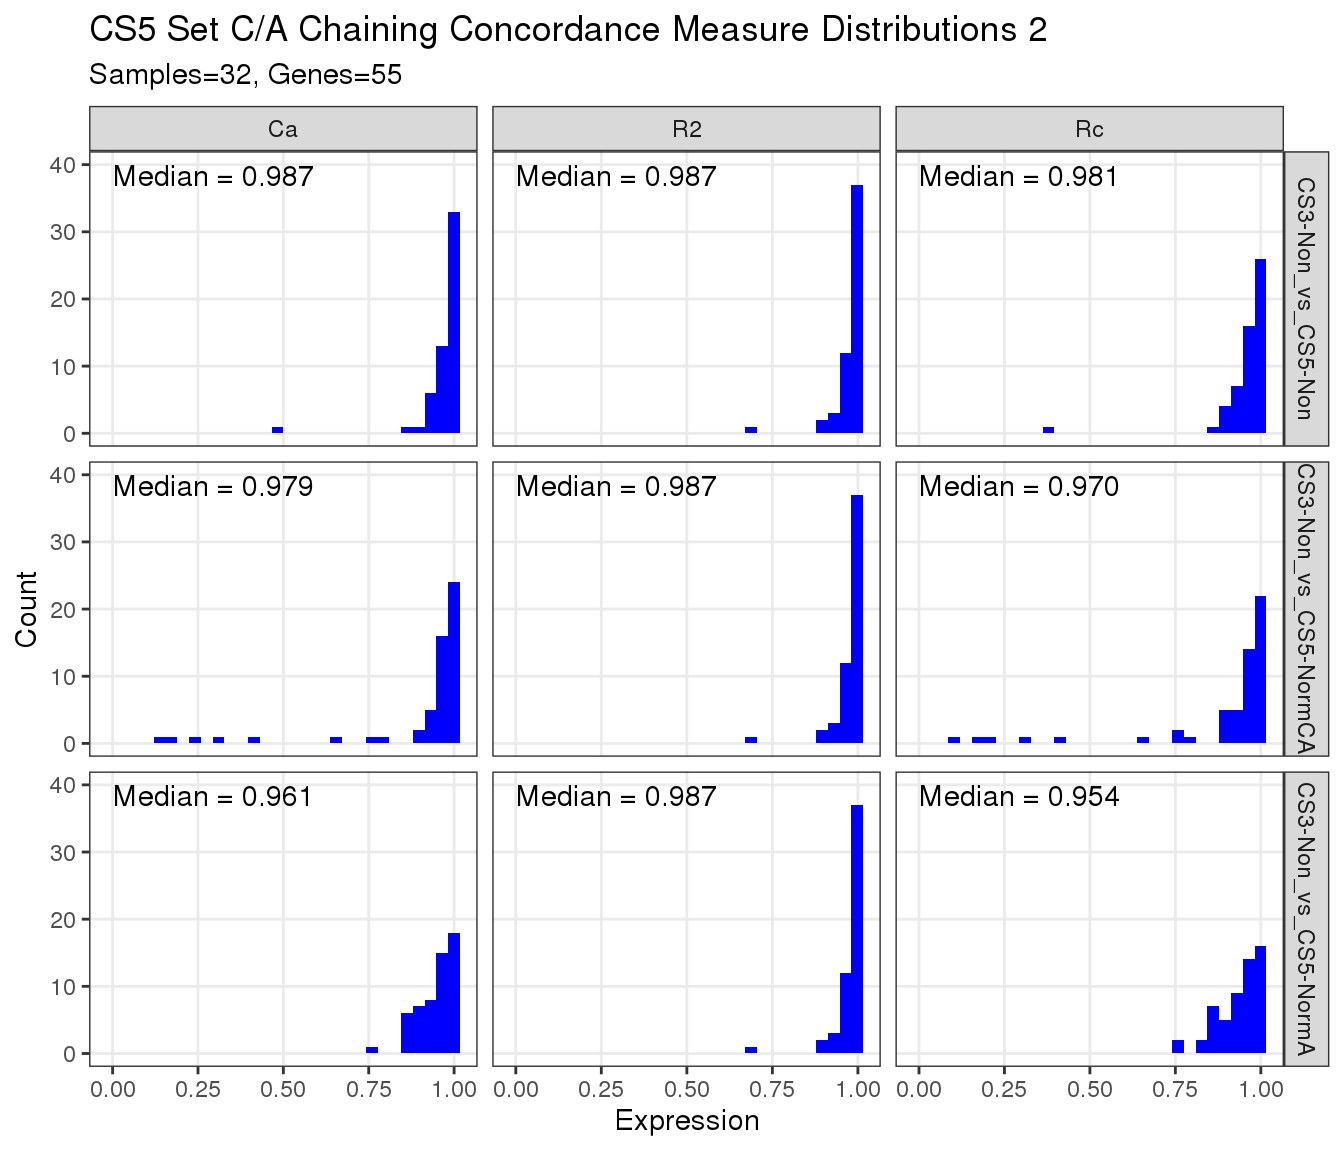 CS5 Set C/A Chaining Concordance Measure Distributions 2
Samples=32, Genes=55
Ca
R2
Rc
Median = 0.987
Median = 0.987
Median = 0.981
CS3-Non_vs_CS5-Non
40
30
20
10
0
Median = 0.979
Median = 0.987
Median = 0.970
CS3-Non_vs_CS5-NormCA
40
30
20
10
0
Count
Median = 0.961
Median = 0.987
Median = 0.954
CS3-Non_vs_CS5-NormA
40
30
20
10
0
0.00 0.25 0.50 0.75 1.00
0.00 0.25 0.50 0.75 1.00
0.00 0.25 0.50 0.75 1.00
Expression